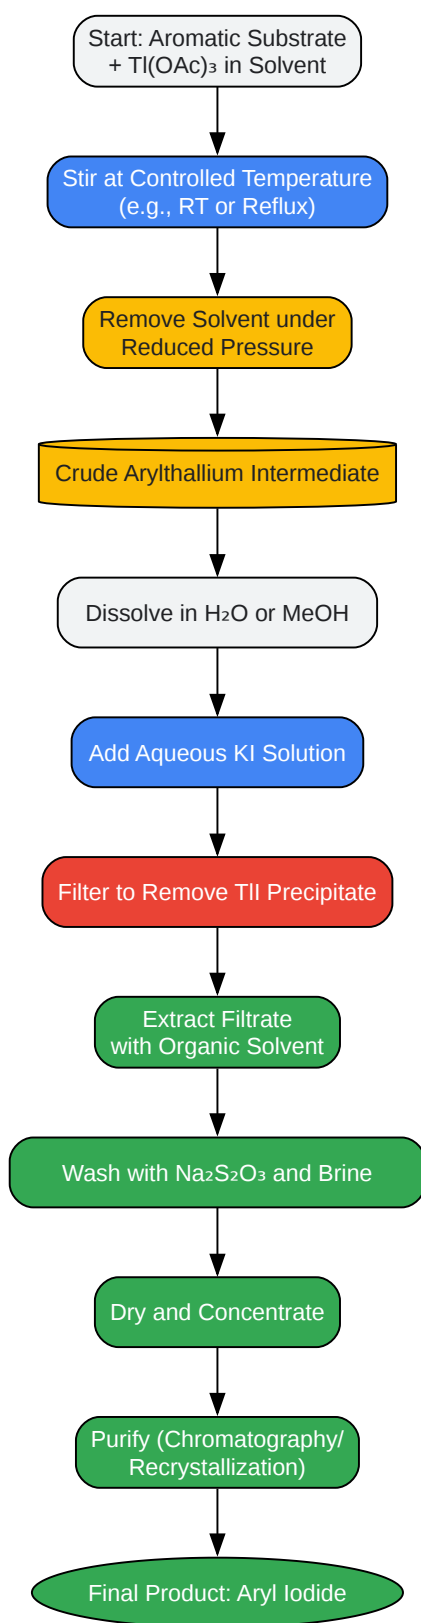 Start: Aromatic Substrate
+ Tl(OAc)₃ in Solvent
Stir at Controlled Temperature
(e.g., RT or Reflux)
Remove Solvent under
Reduced Pressure
Crude Arylthallium Intermediate
Dissolve in H₂O or MeOH
Add Aqueous KI Solution
Filter to Remove TlI Precipitate
Extract Filtrate
with Organic Solvent
Wash with Na₂S₂O₃ and Brine
Dry and Concentrate
Purify (Chromatography/
Recrystallization)
Final Product: Aryl Iodide